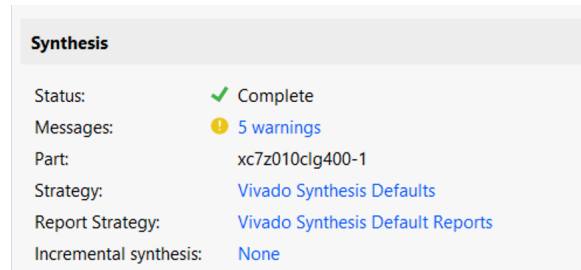 Synthesis
Status: Complete
Messages: 5 warnings
Part: xc7z010clg400-1
Strategy: Vivado Synthesis Defaults
Report Strategy: Vivado Synthesis Default Reports
Incremental synthesis: None